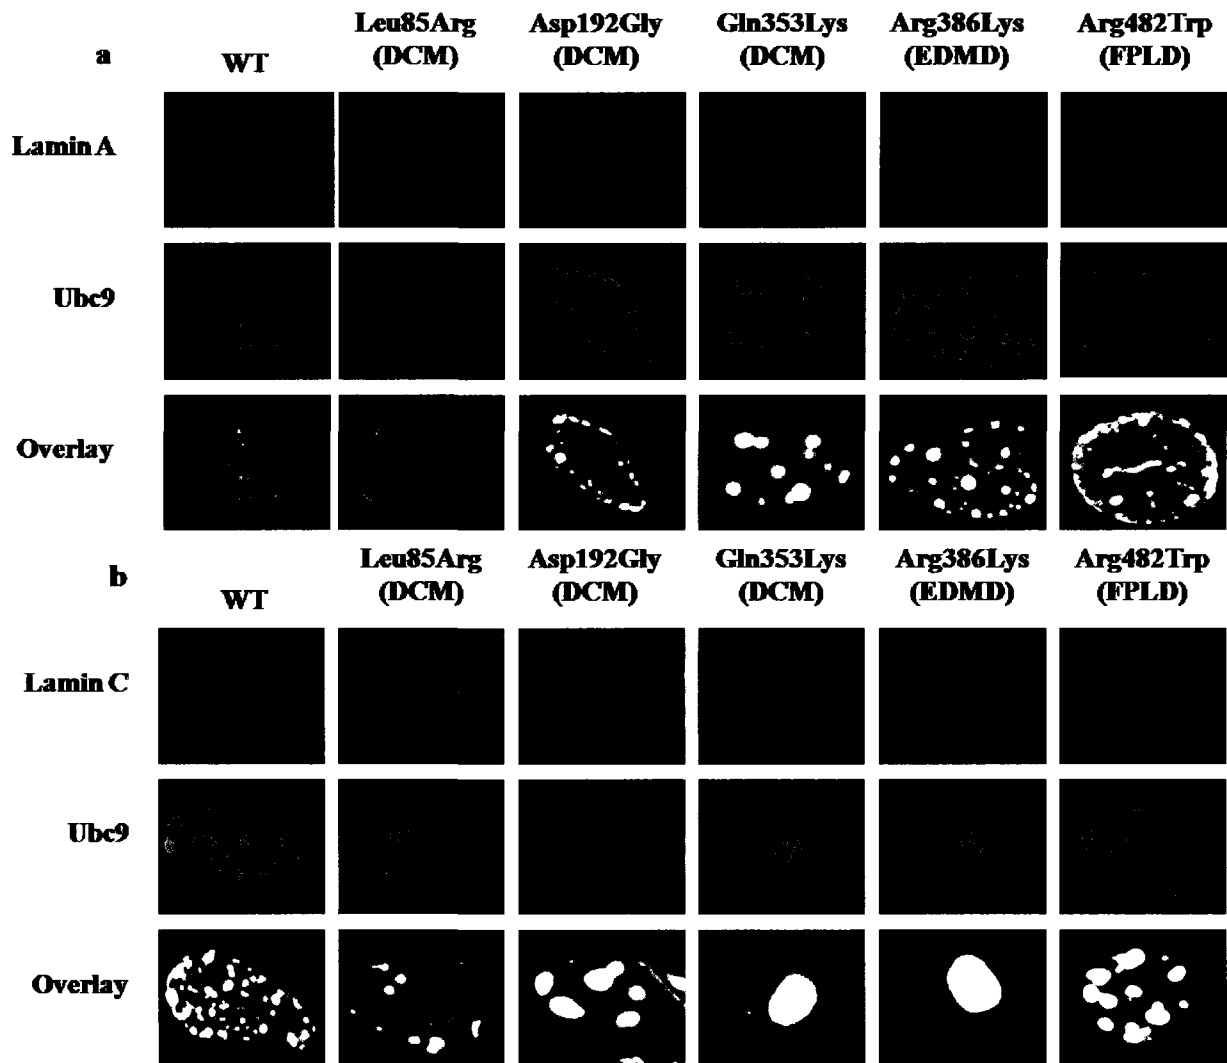 a
WT
Leu85Arg
(DCM)
Asp192Gly
(DCM)
Gln353Lys
(DCM)
Arg386Lys
(EDMD)
Arg482Trp
(FPLD)
Lamin A
Ubc9
Overlay
b
WT
Leu85Arg
(DCM)
Asp192Gly
(DCM)
Gln353Lys
(DCM)
Arg386Lys
(EDMD)
Arg482Trp
(FPLD)
Lamin C
Ubc9
Overlay